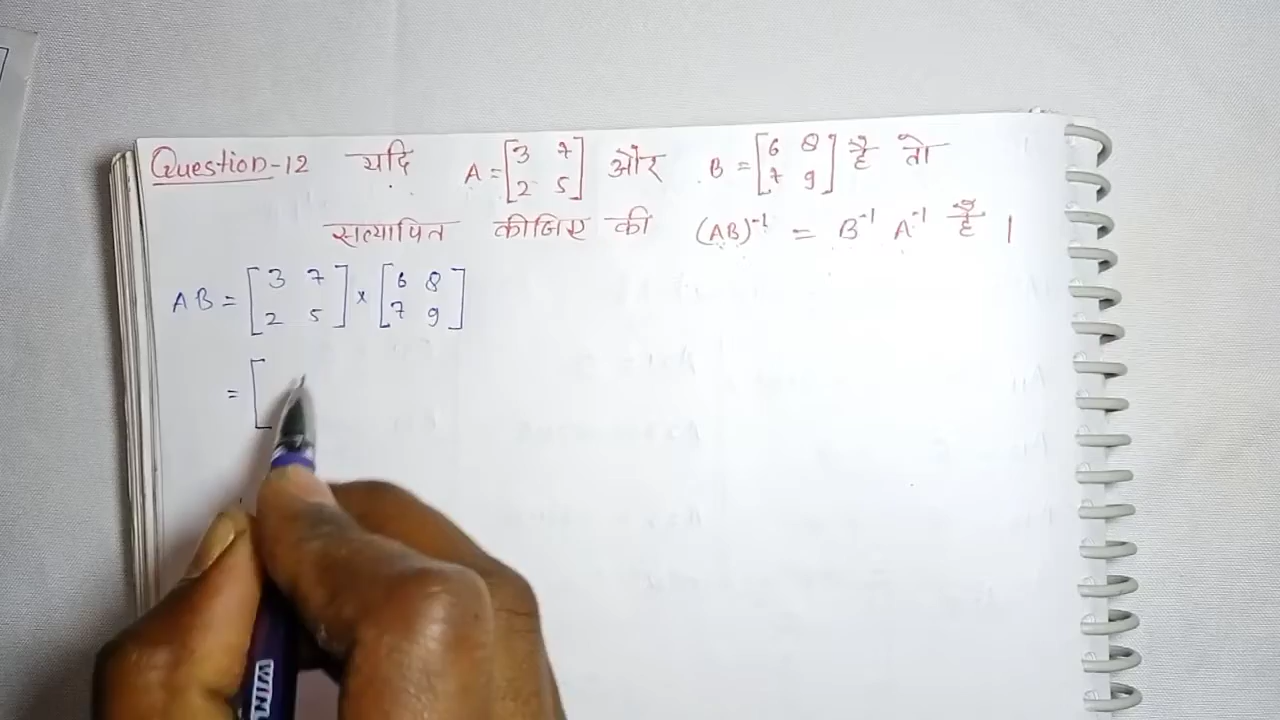 Question-12 यदि A = [3 7 और B = [6 8 है तो
2 5] 7 9]
सत्यापित कीजिए की (AB)⁻¹ = B⁻¹ A⁻¹ है |
AB = [3 7 × [6 8
2 5] 7 9]
= [
WIN